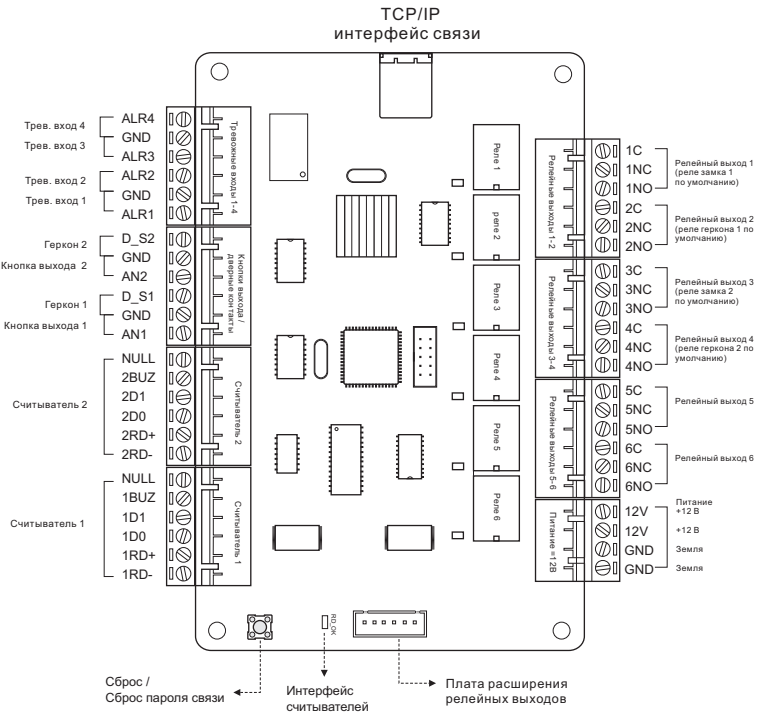 TCP/IP
интерфейс связи
Трев. вход 4
Трев. вход 3
Трев. вход 2
Трев. вход 1
Геркон 2
Кнопка выхода 2
Геркон 1
Кнопка выхода 1
Считыватель 2
Считыватель 1
ALR4
GND
ALR3
ALR2
GND
ALR1
D_S2
GND
AN2
D_S1
GND
AN1
NULL
2BUZ
2D1
2D0
2RD+
2RD-
NULL
1BUZ
1D1
1D0
1RD+
1RD-
Тревожные входы 1-4
Кнопки выхода /
дверные контакты
Считыватель 2
Считыватель 1
Реле 1
реле 2
Реле 3
Реле 4
Реле 5
Реле 6
Релейные выходы 1-2
Релейные выходы 3-4
Релейные выходы 5-6
Питание =12В
1C
1NC
1NO
2C
2NC
2NO
3C
3NC
3NO
4C
4NC
4NO
5C
5NC
5NO
6C
6NC
6NO
12V
12V
GND
GND
Релейный выход 1
(реле замка 1
по умолчанию)
Релейный выход 2
(реле геркона 1 по
умолчанию)
Релейный выход 3
(реле замка 2
по умолчанию)
Релейный выход 4
(реле геркона 2 по
умолчанию)
Релейный выход 5
Релейный выход 6
Питание
+12 В
+12 В
Земля
Земля
RD_OK
Сброс /
Сброс пароля связи
Интерфейс
считывателей
Плата расширения
релейных выходов